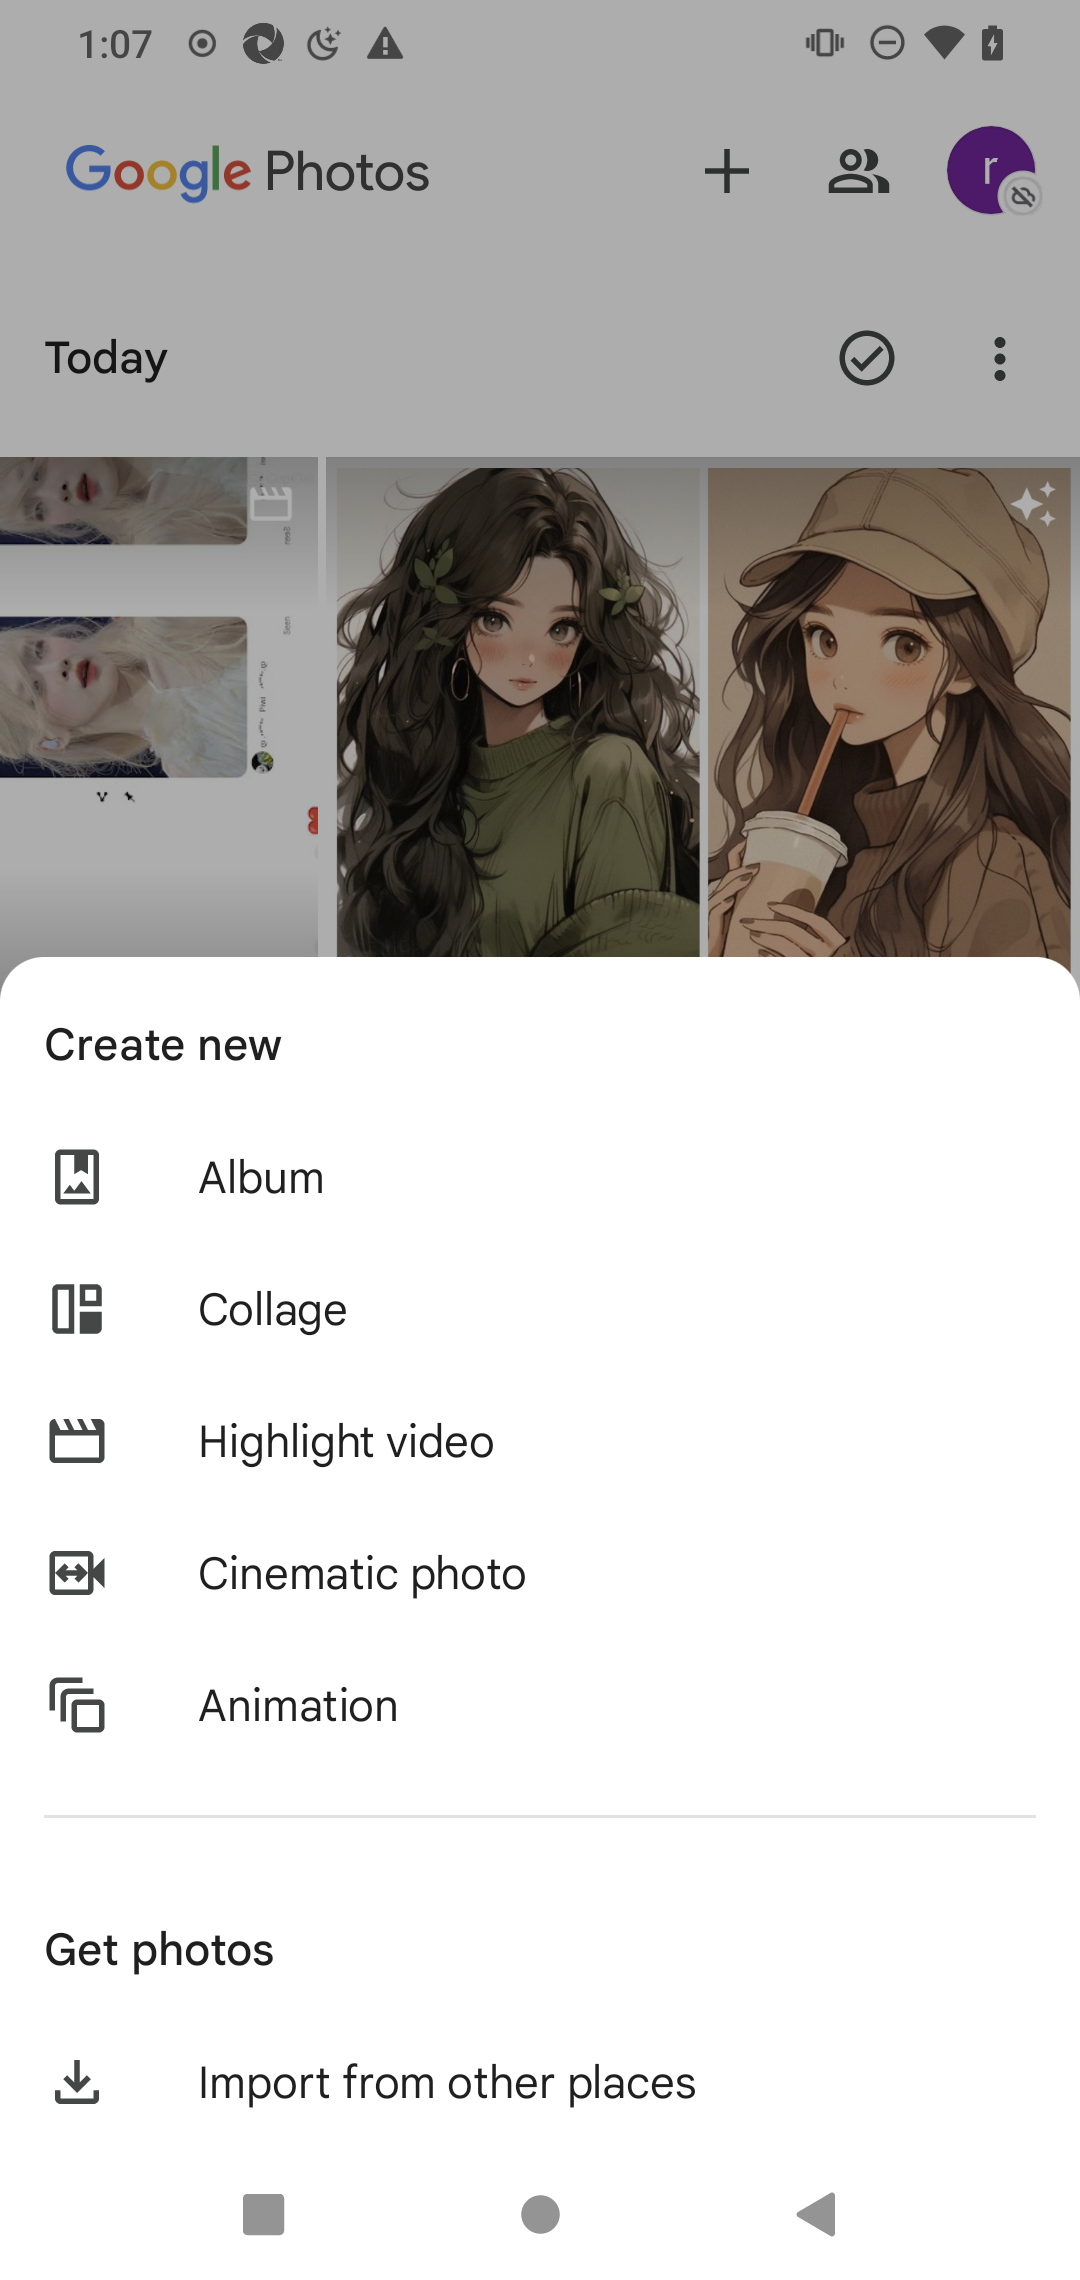 1:07
Google Photos
r
Today
Seen
Create new
Album
Collage
Highlight video
Cinematic photo
Animation
Get photos
Import from other places